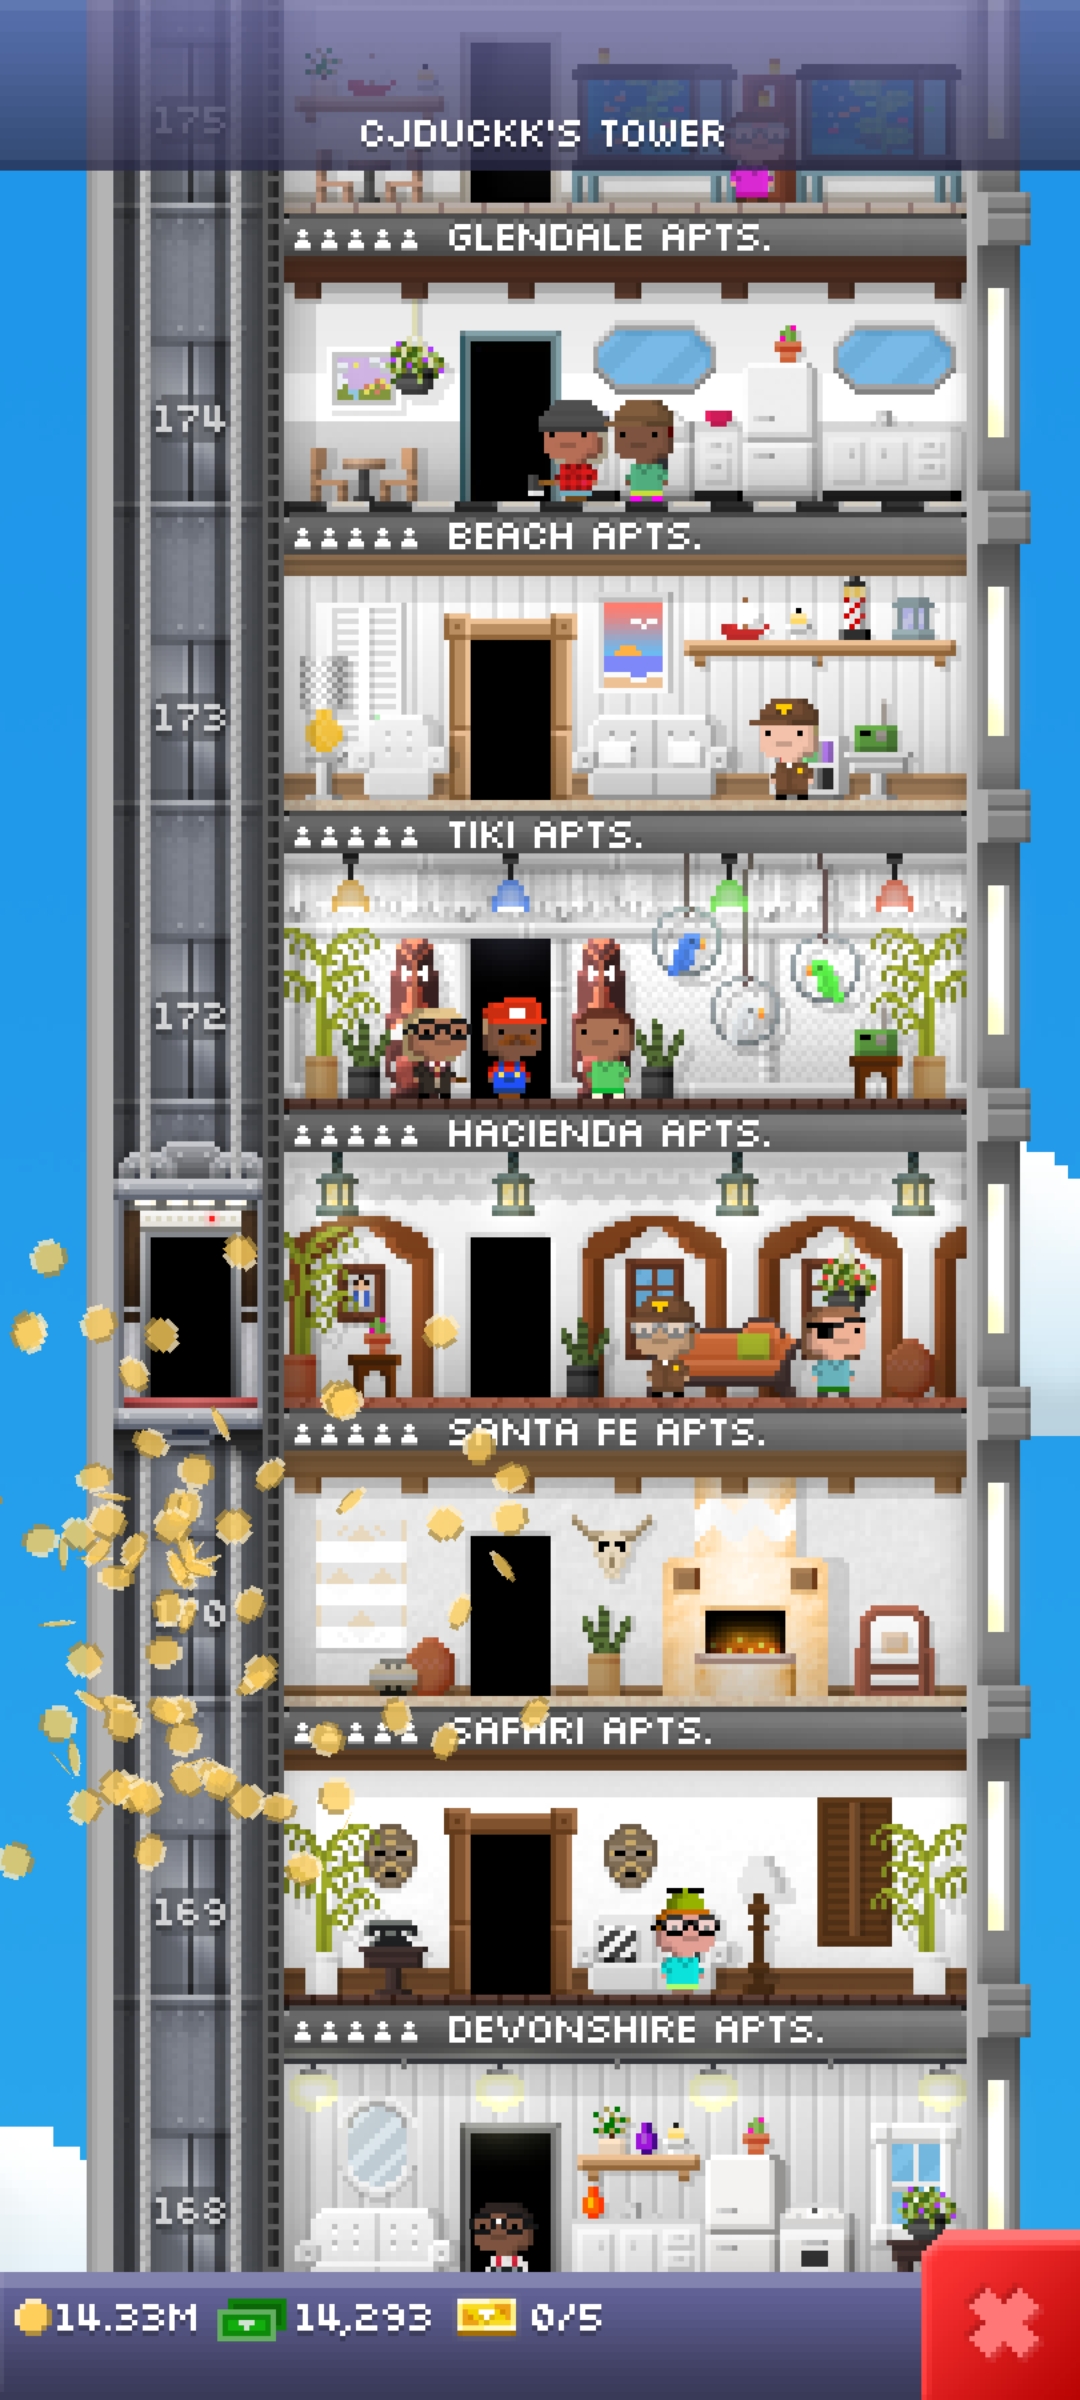 175
CJDUCKK'S TOWER
GLENDALE APTS.
174
BEACH APTS.
173
TIKI APTS.
172
HACIENDA APTS.
SANTA FE APTS.
SAFARI APTS.
169
DEVONSHIRE APTS.
168
14.33M 14,293 0/5